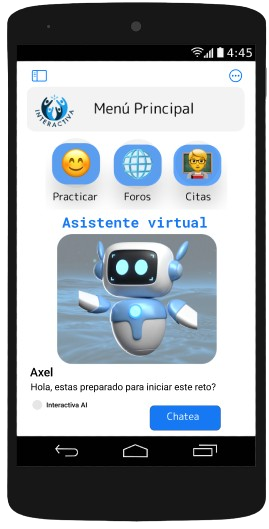 4:45
INTERACTIVA
Menú Principal
Practicar Foros Citas
Asistente virtual
Axel
Hola, estas preparado para iniciar este reto?
Interactiva AI
Chatea